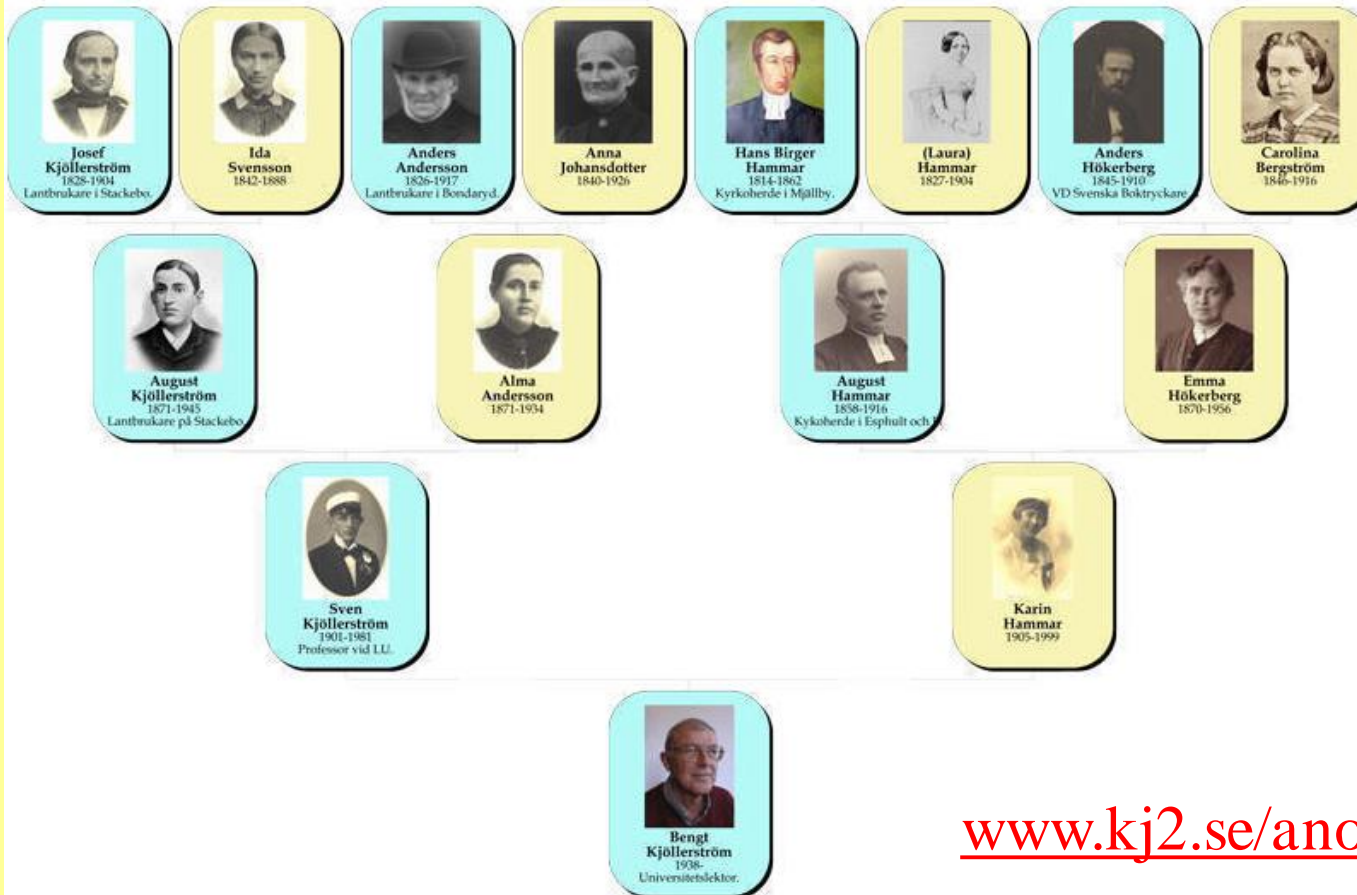 Josef
Kjöllerström
1828-1904
Lantbrukare i Stackebo.
Ida
Svensson
1842-1888
Anders
Andersson
1826-1917
Lantbrukare i Bondaryd.
Anna
Johansdotter
1840-1926
Hans Birger
Hammar
1814-1862
Kyrkoherde i Mjällby.
(Laura)
Hammar
1827-1904
Anders
Hökerberg
1845-1910
VD Svenska Boktryckare
Carolina
Bergström
1846-1916
August
Kjöllerström
1871-1945
Lantbrukare på Stackebo.
Alma
Andersson
1871-1934
August
Hammar
1858-1916
Kykoherde i Esphult och
Emma
Hökerberg
1870-1956
Sven
Kjöllerström
1901-1981
Professor vid LU.
Karin
Hammar
1905-1999
Bengt
Kjöllerström
1938-
Universitetslektor.
www.kj2.se/ano